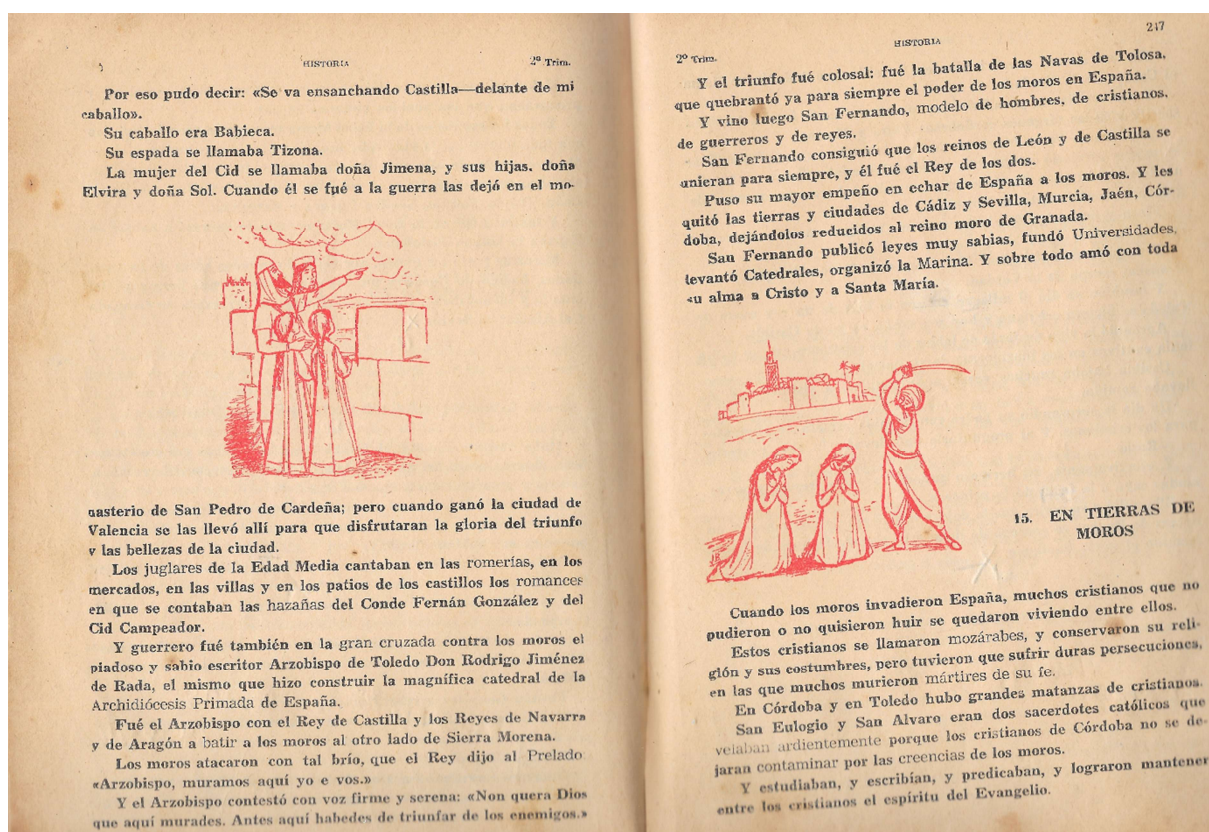 HISTORIA
2º Trim.
Por eso pudo decir: «Se va ensanchando Castilla—delante de mi
caballo».
Su caballo era Babieca.
Su espada se llamaba Tizona.
La mujer del Cid se llamaba doña Jimena, y sus hijas. doña
Elvira y doña Sol. Cuando él se fué a la guerra las dejó en el mo-
nasterio de San Pedro de Cardeña; pero cuando ganó la ciudad de
Valencia se las llevó allí para que disfrutaran la gloria del triunfo
y las bellezas de la ciudad.
Los juglares de la Edad Media cantaban en las romerías, en los
mercados, en las villas y en los patios de los castillos los romances
en que se contaban las hazañas del Conde Fernán González y del
Cid Campeador.
Y guerrero fué también en la gran cruzada contra los moros el
piadoso y sabio escritor Arzobispo de Toledo Don Rodrigo Jiménez
de Rada, el mismo que hizo construir la magnífica catedral de la
Archidiócesis Primada de España.
Fué el Arzobispo con el Rey de Castilla y los Reyes de Navarra
y de Aragón a batir a los moros al otro lado de Sierra Morena.
Los moros atacaron con tal brío, que el Rey dijo al Prelado
«Arzobispo, muramos aquí yo e vos.»
Y el Arzobispo contestó con voz firme y serena: «Non quera Dios
que aquí murades. Antes aquí habedes de triunfar de los enemigos.»
2º Trim.
HISTORIA
247
Y el triunfo fué colosal: fué la batalla de las Navas de Tolosa,
que quebrantó ya para siempre el poder de los moros en España.
Y vino luego San Fernando, modelo de hombres, de cristianos,
de guerreros y de reyes.
San Fernando consiguió que los reinos de León y de Castilla se
unieran para siempre, y él fué el Rey de los dos.
Puso su mayor empeño en echar de España a los moros. Y les
quitó las tierras y ciudades de Cádiz y Sevilla, Murcia, Jaén, Cór-
doba, dejándolos reducidos al reino moro de Granada.
San Fernando publicó leyes muy sabias, fundó Universidades,
levantó Catedrales, organizó la Marina. Y sobre todo amó con toda
su alma a Cristo y a Santa María.
15. EN TIERRAS DE
MOROS
Cuando los moros invadieron España, muchos cristianos que no
pudieron o no quisieron huir se quedaron viviendo entre ellos.
Estos cristianos se llamaron mozárabes, y conservaron su reli-
gión y sus costumbres, pero tuvieron que sufrir duras persecuciones,
en las que muchos murieron mártires de su fe.
En Córdoba y en Toledo hubo grandes matanzas de cristianos.
San Eulogio y San Alvaro eran dos sacerdotes católicos que
velaban ardientemente porque los cristianos de Córdoba no se de-
jaran contaminar por las creencias de los moros.
Y estudiaban, y escribían, y predicaban, y lograron mantener
entre los cristianos el espíritu del Evangelio.